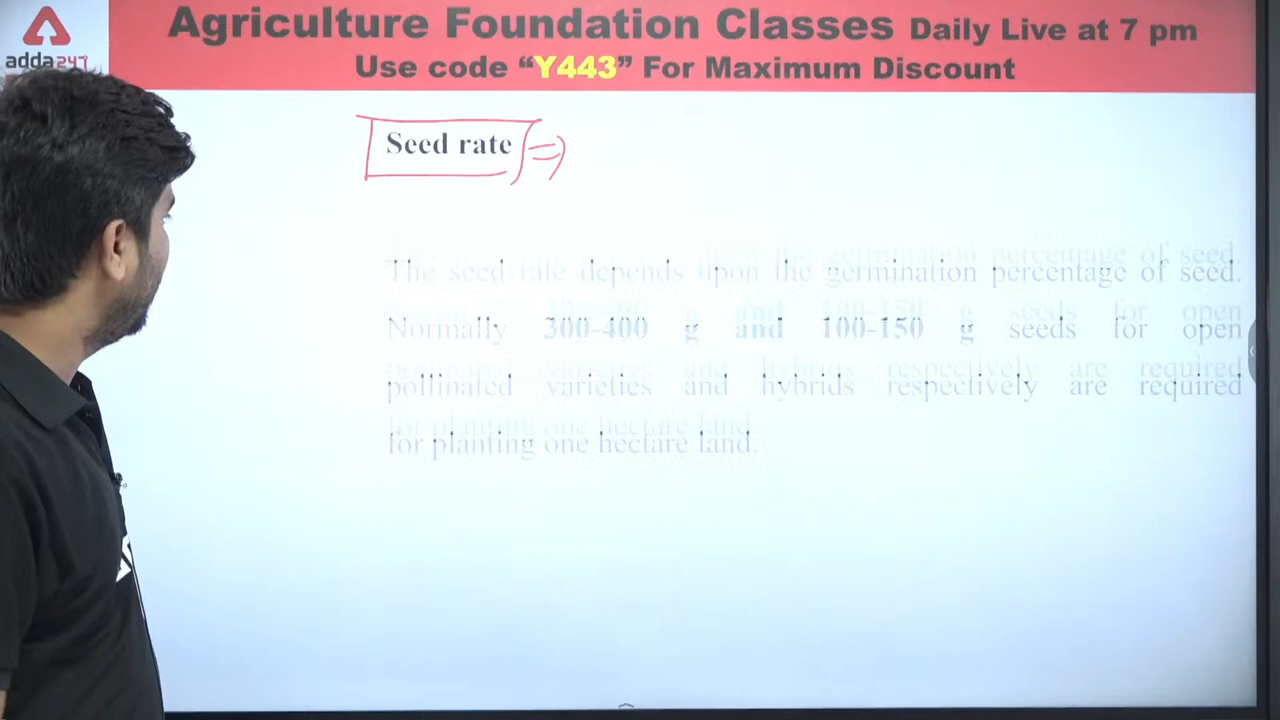 Agriculture Foundation Classes Daily Live at 7 pm
adda247
Use code “Y443” For Maximum Discount
Seed rate
The seed rate depends upon the germination percentage of seed.
Normally 300-400 g and 100-150 g seeds for open
pollinated varieties and hybrids respectively are required
for planting one hectare land.